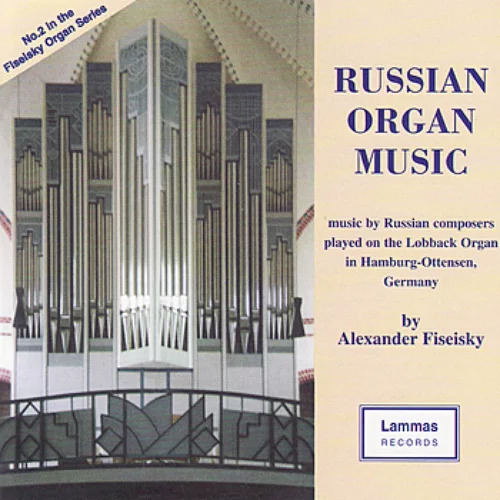 No.2 in the
Fiseisky Organ Series
RUSSIAN
ORGAN
MUSIC
music by Russian composers
played on the Lobback Organ
in Hamburg-Ottensen,
Germany
by
Alexander Fiseisky
Lammas
RECORDS